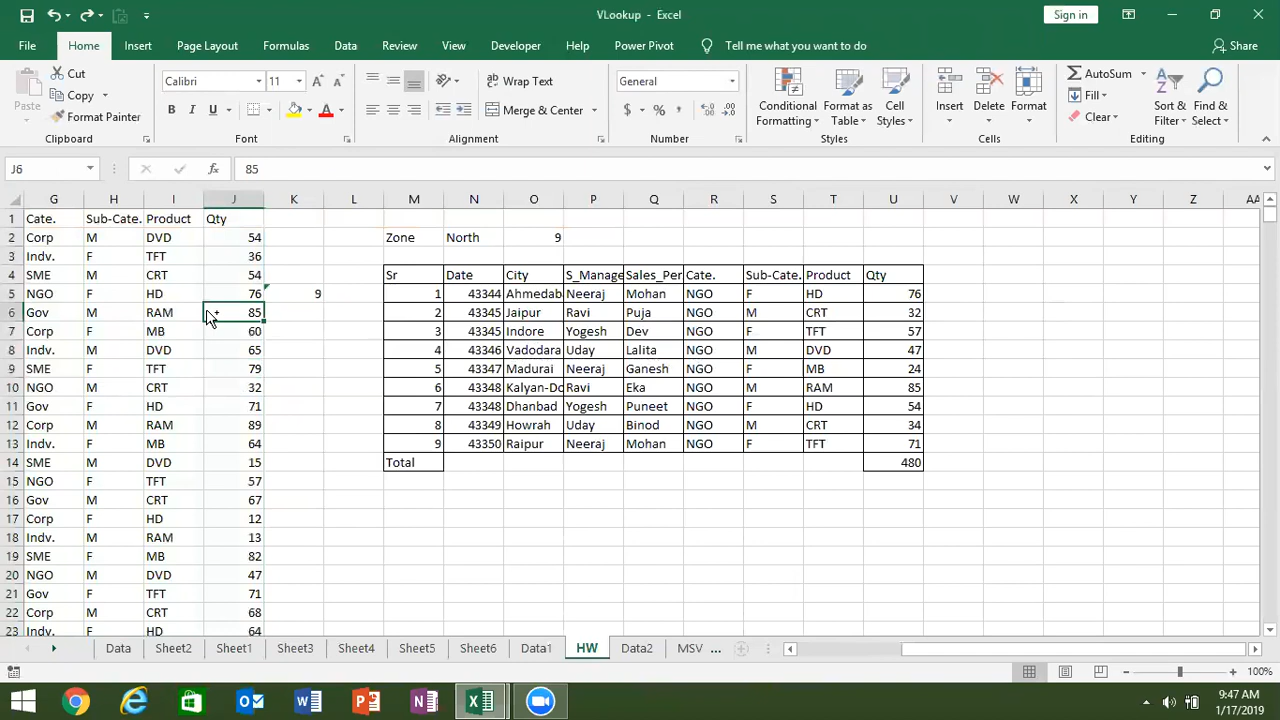 VLookup - Excel
Sign in
File Home Insert Page Layout Formulas Data Review View Developer Help Power Pivot Tell me what you want to do Share
Paste Cut Copy Format Painter Clipboard
Calibri 11 A A B I U A Font
Wrap Text Merge & Center Alignment
General $ % , Number
Conditional Formatting Format as Table Cell Styles Styles
Insert Delete Format Cells
AutoSum Fill Clear Sort & Filter Find & Select Editing
J6 fx 85
G H I J K L M N O P Q R S T U V W X Y Z AA
1 Cate. Sub-Cate. Product Qty
2 Corp M DVD 54 Zone North 9
3 Indv. F TFT 36
4 SME M CRT 54 Sr Date City S_Manage Sales_Per Cate. Sub-Cate. Product Qty
5 NGO F HD 76 9 1 43344 Ahmedab Neeraj Mohan NGO F HD 76
6 Gov M RAM 85 2 43345 Jaipur Ravi Puja NGO M CRT 32
7 Corp F MB 60 3 43345 Indore Yogesh Dev NGO F TFT 57
8 Indv. M DVD 65 4 43346 Vadodara Uday Lalita NGO M DVD 47
9 SME F TFT 79 5 43347 Madurai Neeraj Ganesh NGO F MB 24
10 NGO M CRT 32 6 43348 Kalyan-Do Ravi Eka NGO M RAM 85
11 Gov F HD 71 7 43348 Dhanbad Yogesh Puneet NGO F HD 54
12 Corp M RAM 89 8 43349 Howrah Uday Binod NGO M CRT 34
13 Indv. F MB 64 9 43350 Raipur Neeraj Mohan NGO F TFT 71
14 SME M DVD 15 Total 480
15 NGO F TFT 57
16 Gov M CRT 67
17 Corp F HD 12
18 Indv. M RAM 13
19 SME F MB 82
20 NGO M DVD 47
21 Gov F TFT 71
22 Corp M CRT 68
23 Indv. F HD 64
Data Sheet2 Sheet1 Sheet3 Sheet4 Sheet5 Sheet6 Data1 HW Data2 MSV ...
100%
9:47 AM
1/17/2019